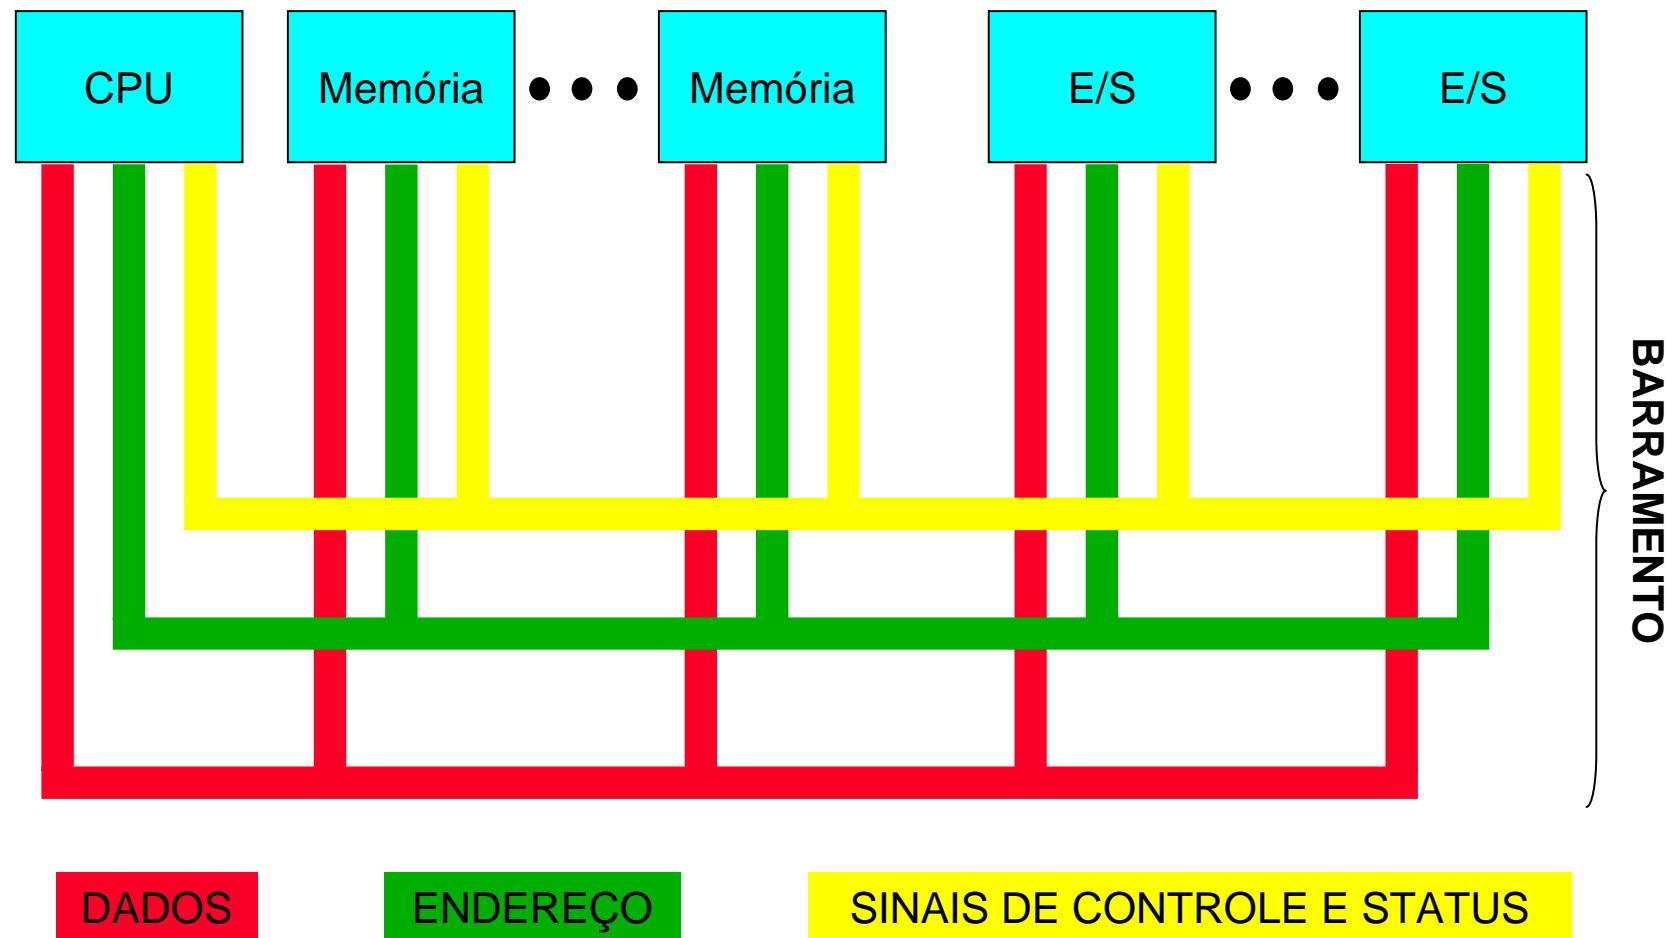 CPU
Memória
Memória
E/S
E/S
BARRAMENTO
DADOS
ENDEREÇO
SINAIS DE CONTROLE E STATUS